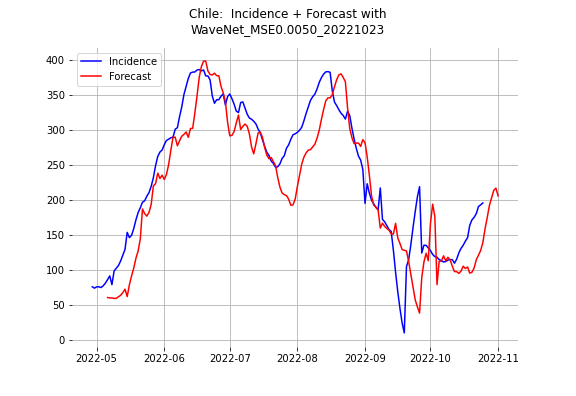 Chile:  Incidence + Forecast with
WaveNet_MSE0.0050_20221023
Incidence
Forecast
400
350
300
250
200
150
100
50
0
2022-05 2022-06 2022-07 2022-08 2022-09 2022-10 2022-11